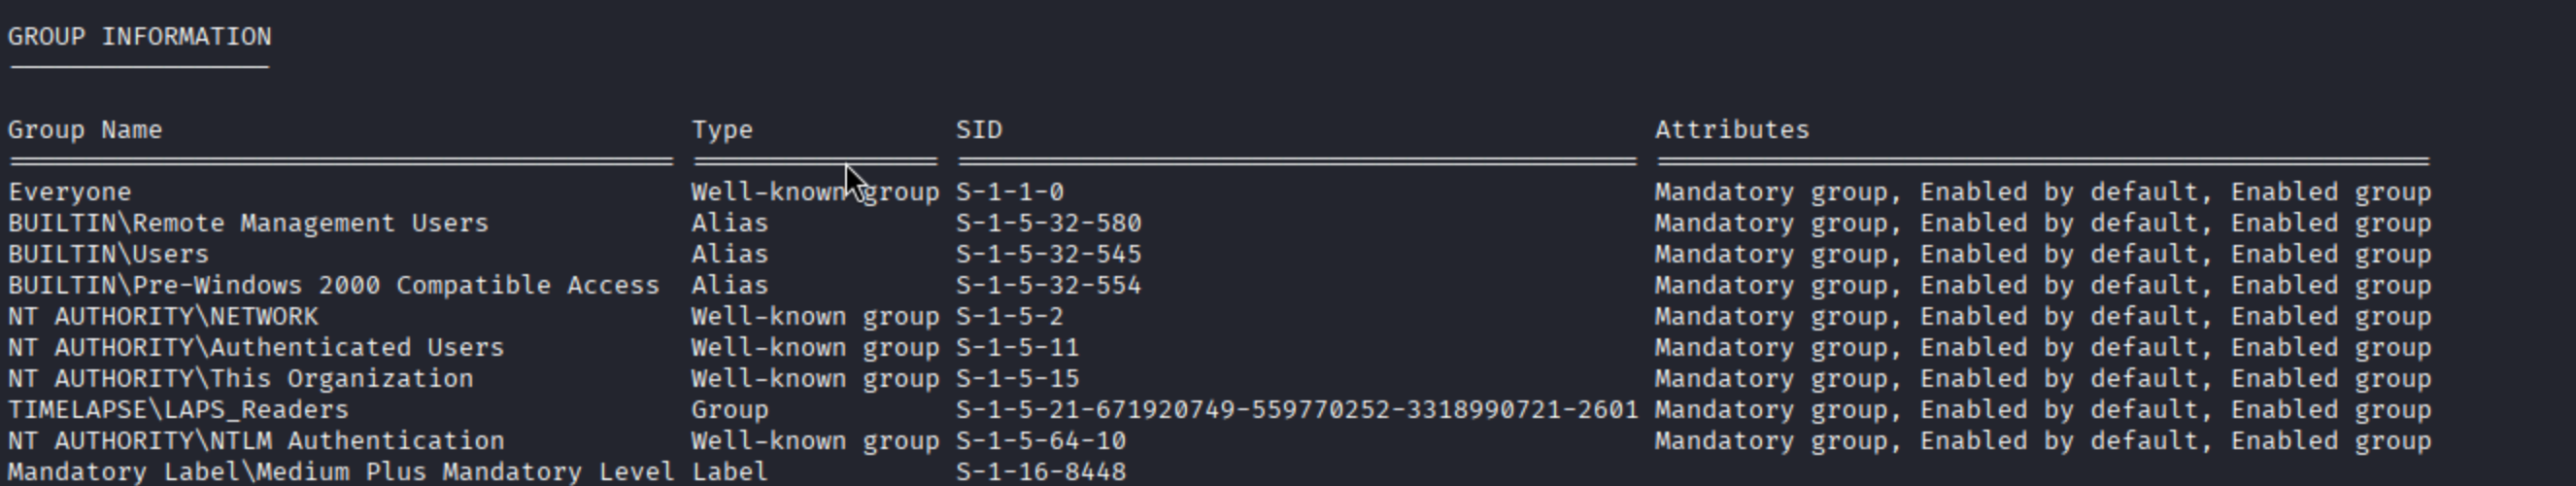 GROUP INFORMATION
Group Name Type SID Attributes
Everyone Well-known group S-1-1-0 Mandatory group, Enabled by default, Enabled group
BUILTIN\Remote Management Users Alias S-1-5-32-580 Mandatory group, Enabled by default, Enabled group
BUILTIN\Users Alias S-1-5-32-545 Mandatory group, Enabled by default, Enabled group
BUILTIN\Pre-Windows 2000 Compatible Access Alias S-1-5-32-554 Mandatory group, Enabled by default, Enabled group
NT AUTHORITY\NETWORK Well-known group S-1-5-2 Mandatory group, Enabled by default, Enabled group
NT AUTHORITY\Authenticated Users Well-known group S-1-5-11 Mandatory group, Enabled by default, Enabled group
NT AUTHORITY\This Organization Well-known group S-1-5-15 Mandatory group, Enabled by default, Enabled group
TIMELAPSE\LAPS_Readers Group S-1-5-21-671920749-559770252-3318990721-2601 Mandatory group, Enabled by default, Enabled group
NT AUTHORITY\NTLM Authentication Well-known group S-1-5-64-10 Mandatory group, Enabled by default, Enabled group
Mandatory Label\Medium Plus Mandatory Level Label S-1-16-8448